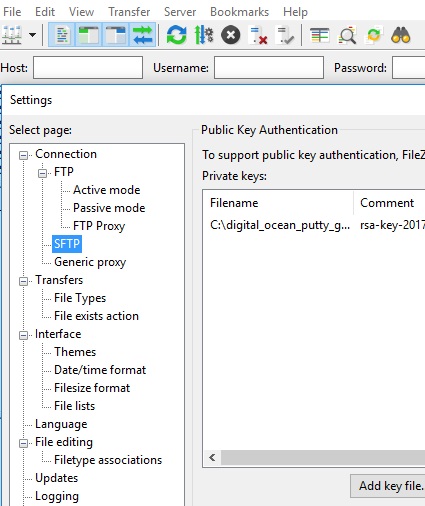 File Edit View Transfer Server Bookmarks Help
Host: Username: Password:
Settings
Select page:
Connection
FTP
Active mode
Passive mode
FTP Proxy
SFTP
Generic proxy
Transfers
File Types
File exists action
Interface
Themes
Date/time format
Filesize format
File lists
Language
File editing
Filetype associations
Updates
Logging
Public Key Authentication
To support public key authentication, FileZ
Private keys:
Filename Comment
C:\digital_ocean_putty_g... rsa-key-2017
Add key file.